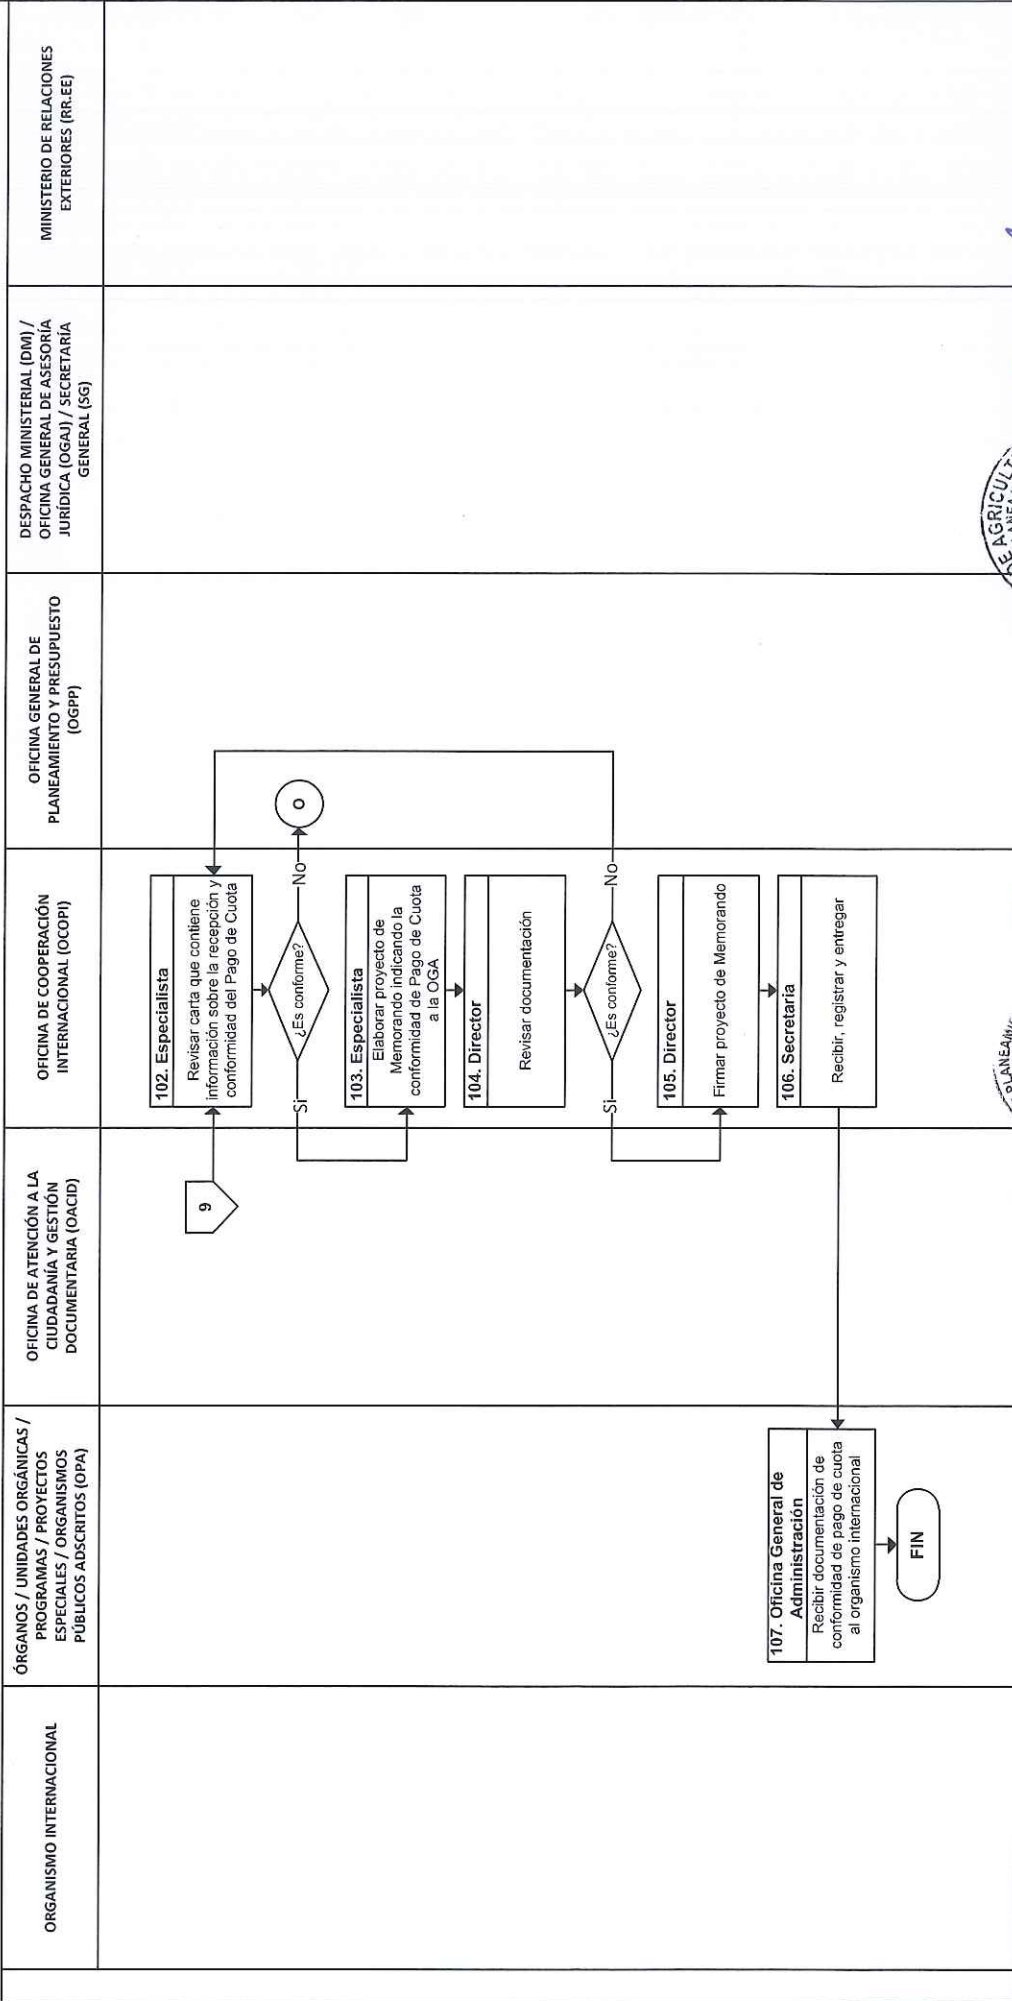 ORGANISMO INTERNACIONAL
ÓRGANOS / UNIDADES ORGÁNICAS /
PROGRAMAS / PROYECTOS
ESPECIALES / ORGANISMOS
PÚBLICOS ADSCRITOS (OPA)
OFICINA DE ATENCIÓN A LA
CIUDADANÍA Y GESTIÓN
DOCUMENTARIA (OACID)
OFICINA DE COOPERACIÓN
INTERNACIONAL (OCOPI)
OFICINA GENERAL DE
PLANEAMIENTO Y PRESUPUESTO
(OGPP)
DESPACHO MINISTERIAL (DM) /
OFICINA GENERAL DE ASESORÍA
JURÍDICA (OGAJ) / SECRETARÍA
GENERAL (SG)
MINISTERIO DE RELACIONES
EXTERIORES (RR.EE)
9
102. Especialista
Revisar carta que contiene
información sobre la recepción y
conformidad del Pago de Cuota
¿Es conforme?
Si
No
O
103. Especialista
Elaborar proyecto de
Memorando indicando la
conformidad de Pago de Cuota
a la OGA
104. Director
Revisar documentación
¿Es conforme?
Si
No
105. Director
Firmar proyecto de Memorando
106. Secretaria
Recibir, registrar y entregar
107. Oficina General de
Administración
Recibir documentación de
conformidad de pago de cuota
al organismo internacional
FIN
DE AGRICULT